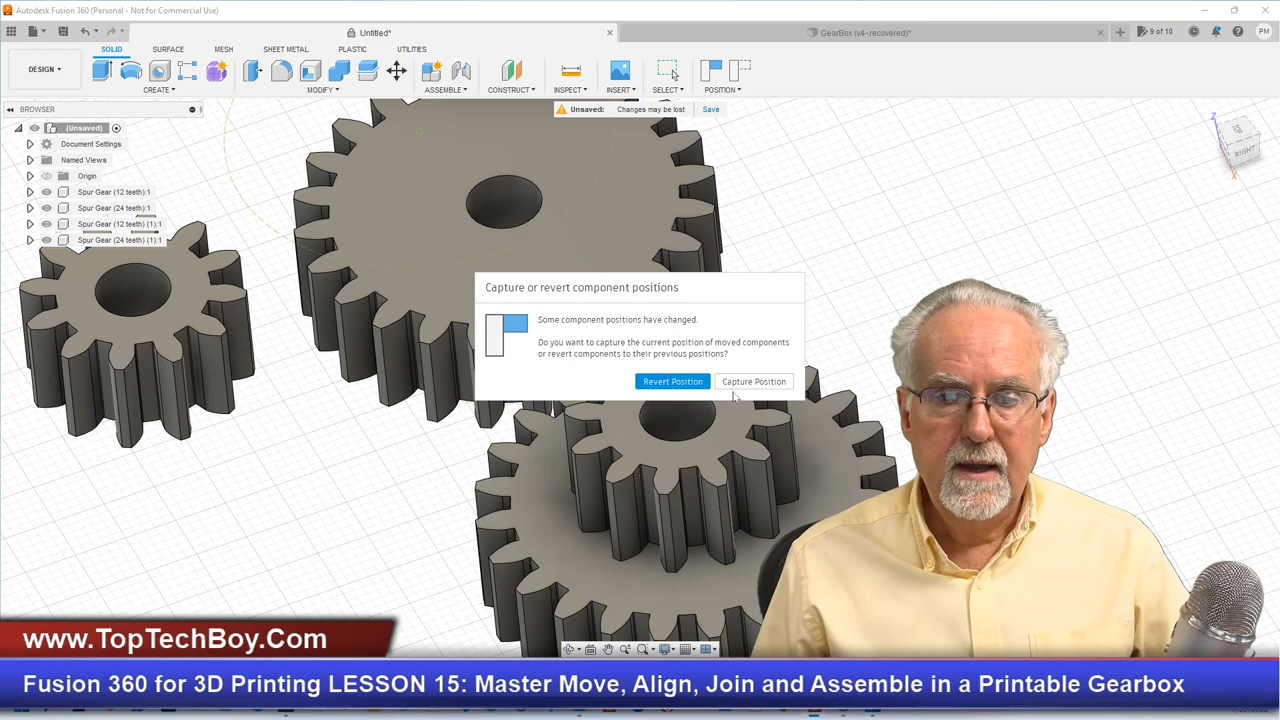 Autodesk Fusion 360 (Personal - Not for Commercial Use)
Untitled*
GearBox (v4~recovered)*
9 of 10
PM
DESIGN
SOLID
SURFACE
MESH
SHEET METAL
PLASTIC
UTILITIES
CREATE
MODIFY
ASSEMBLE
CONSTRUCT
INSPECT
INSERT
SELECT
POSITION
BROWSER
Unsaved: Changes may be lost Save
(Unsaved)
Document Settings
Named Views
Origin
Spur Gear (12 teeth):1
Spur Gear (24 teeth):1
Spur Gear (12 teeth) (1):1
Spur Gear (24 teeth) (1):1
Z
TOP
RIGHT
X
Capture or revert component positions
Some component positions have changed.
Do you want to capture the current position of moved components
or revert components to their previous positions?
Revert Position
Capture Position
www.TopTechBoy.Com
Fusion 360 for 3D Printing LESSON 15: Master Move, Align, Join and Assemble in a Printable Gearbox